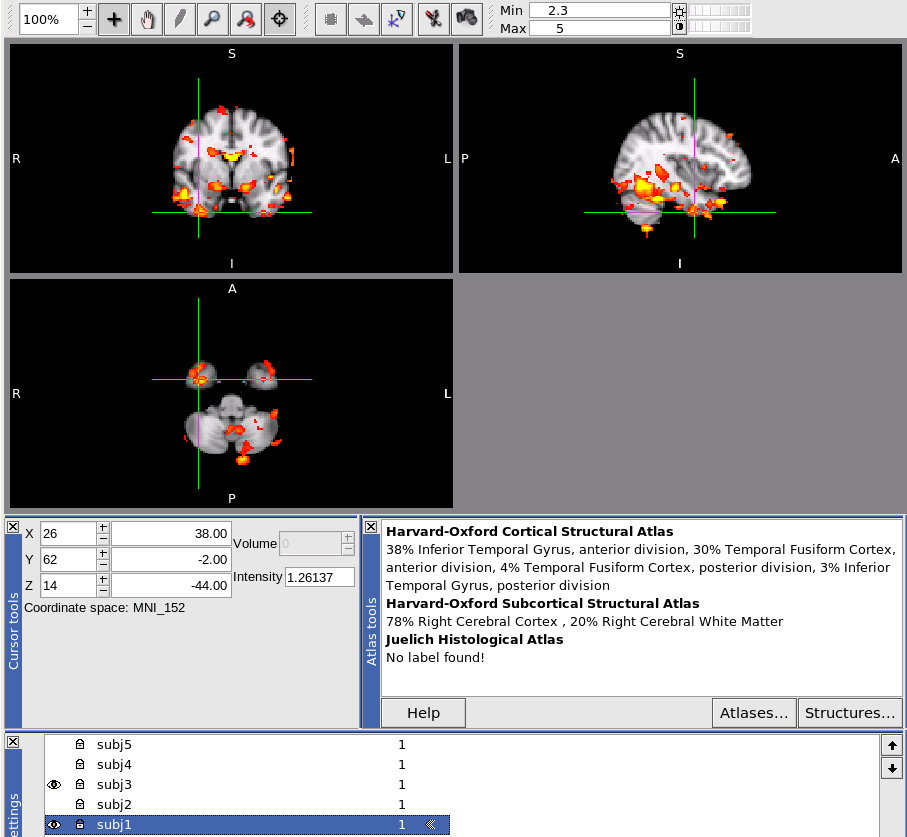 100%
Min 2.3
Max 5
S
S
R
L
P
A
I
I
A
R
L
P
X 26 38.00
Y 62 -2.00
Z 14 -44.00
Volume 0
Intensity 1.26137
Coordinate space: MNI_152
Cursor tools
Atlas tools
Harvard-Oxford Cortical Structural Atlas
38% Inferior Temporal Gyrus, anterior division, 30% Temporal Fusiform Cortex,
anterior division, 4% Temporal Fusiform Cortex, posterior division, 3% Inferior
Temporal Gyrus, posterior division
Harvard-Oxford Subcortical Structural Atlas
78% Right Cerebral Cortex , 20% Right Cerebral White Matter
Juelich Histological Atlas
No label found!
Help
Atlases...
Structures...
ettings
subj5 1
subj4 1
subj3 1
subj2 1
subj1 1